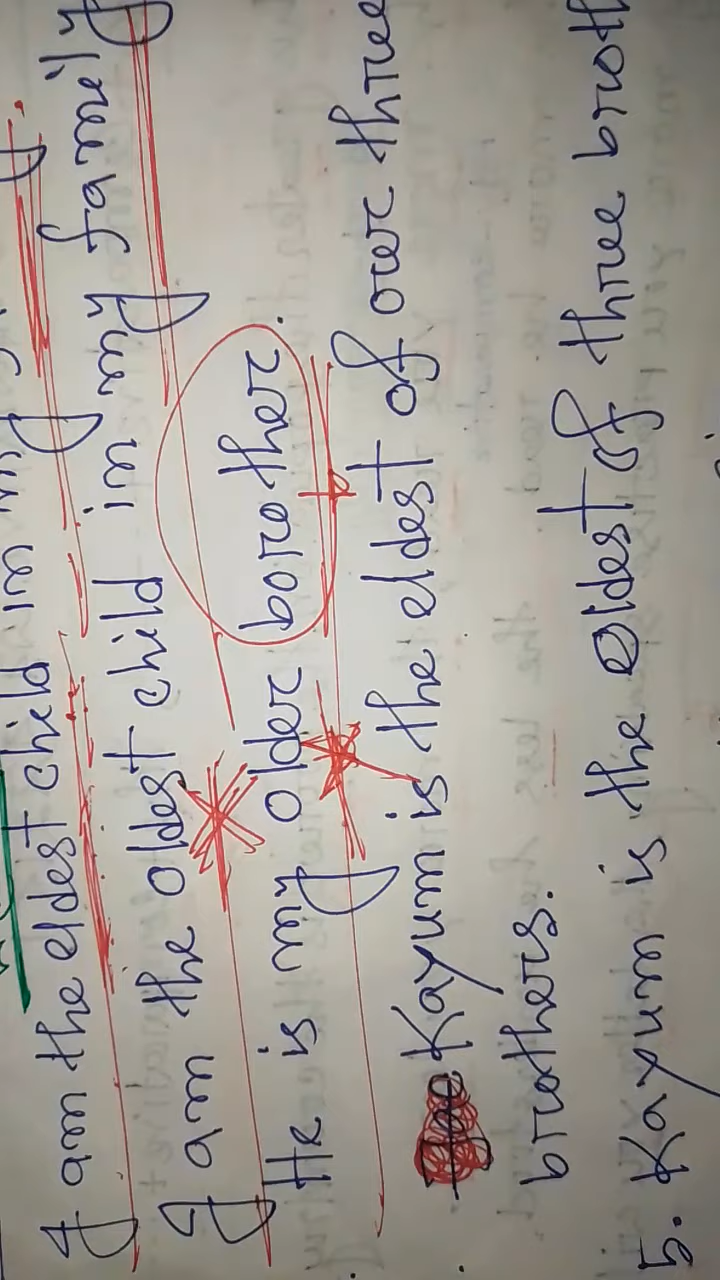 I am the eldest child in my
I am the oldest child in my family
He is my older borother.
Kayum is the eldest of our three
brothers.
5. Kayum is the oldest of three broth